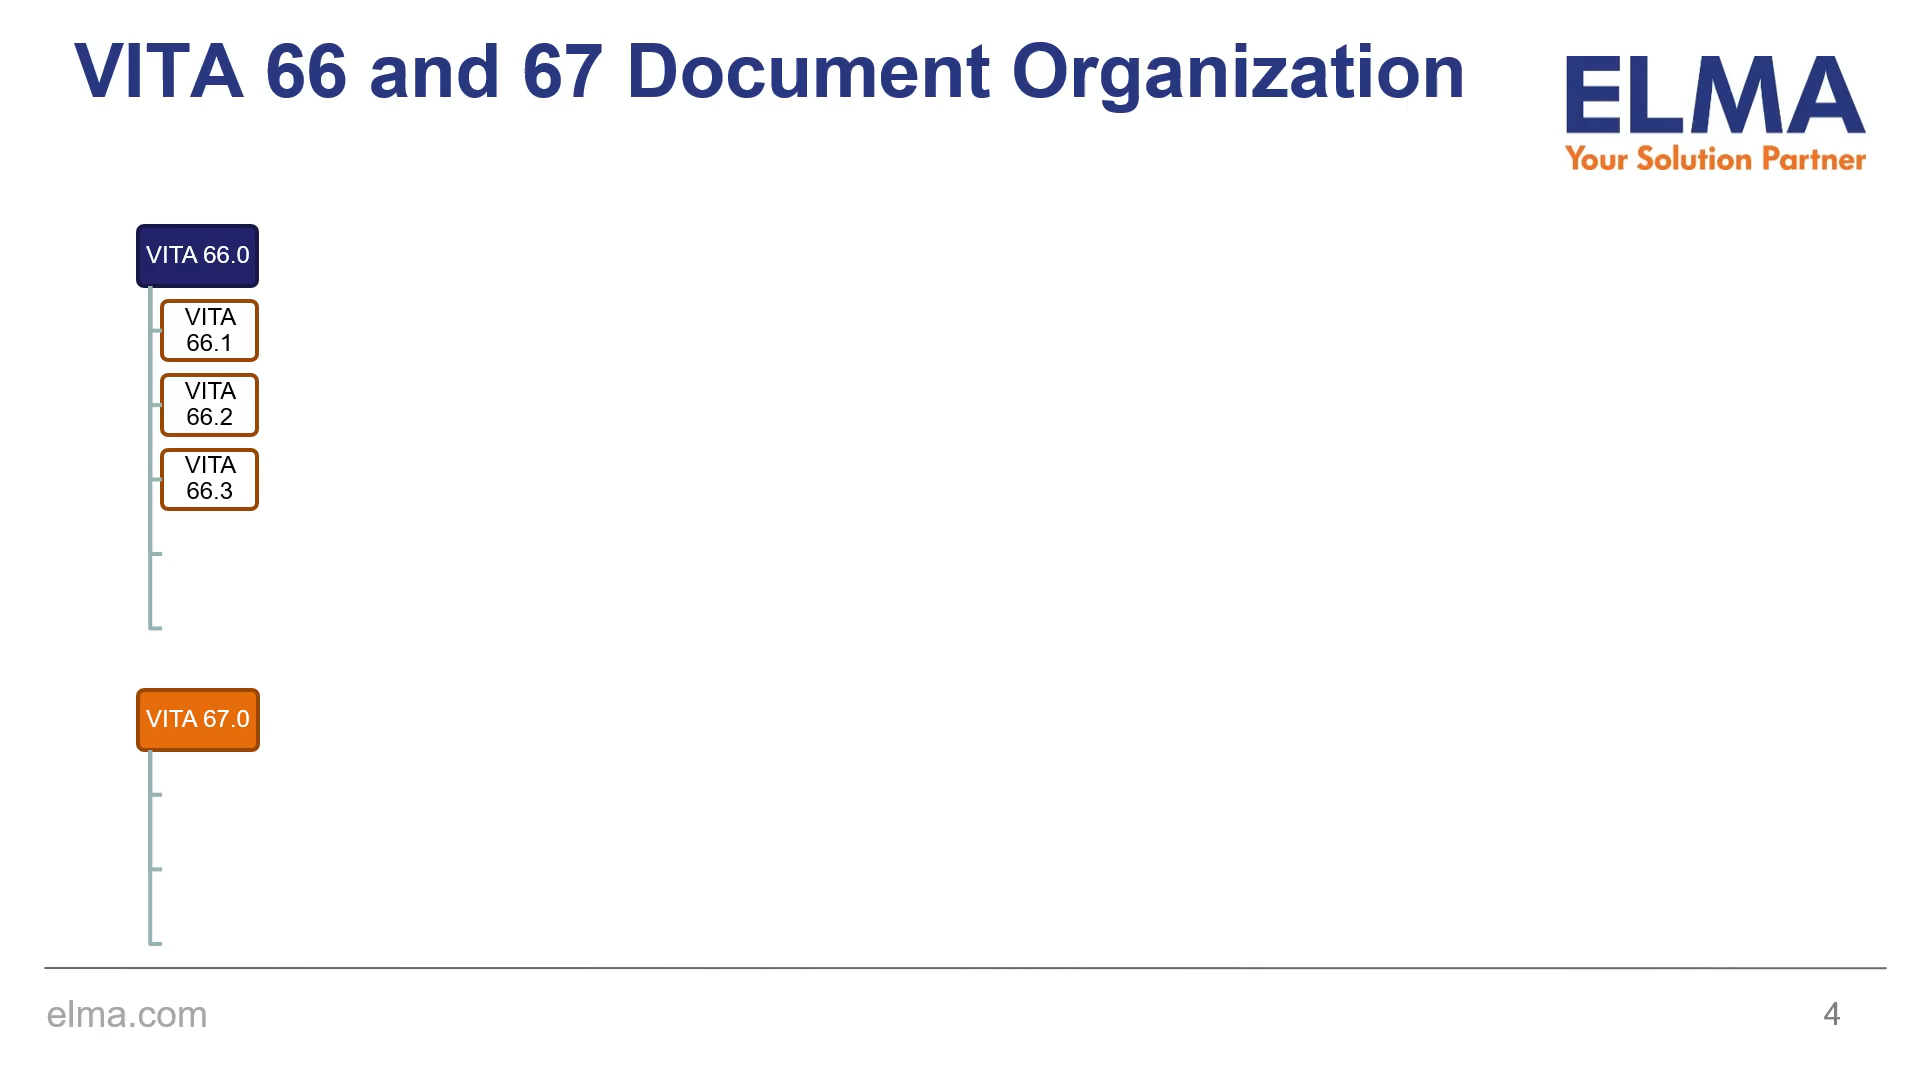 VITA 66 and 67 Document Organization
ELMA
Your Solution Partner
VITA 66.0
VITA
66.1
VITA
66.2
VITA
66.3
VITA 67.0
elma.com
4